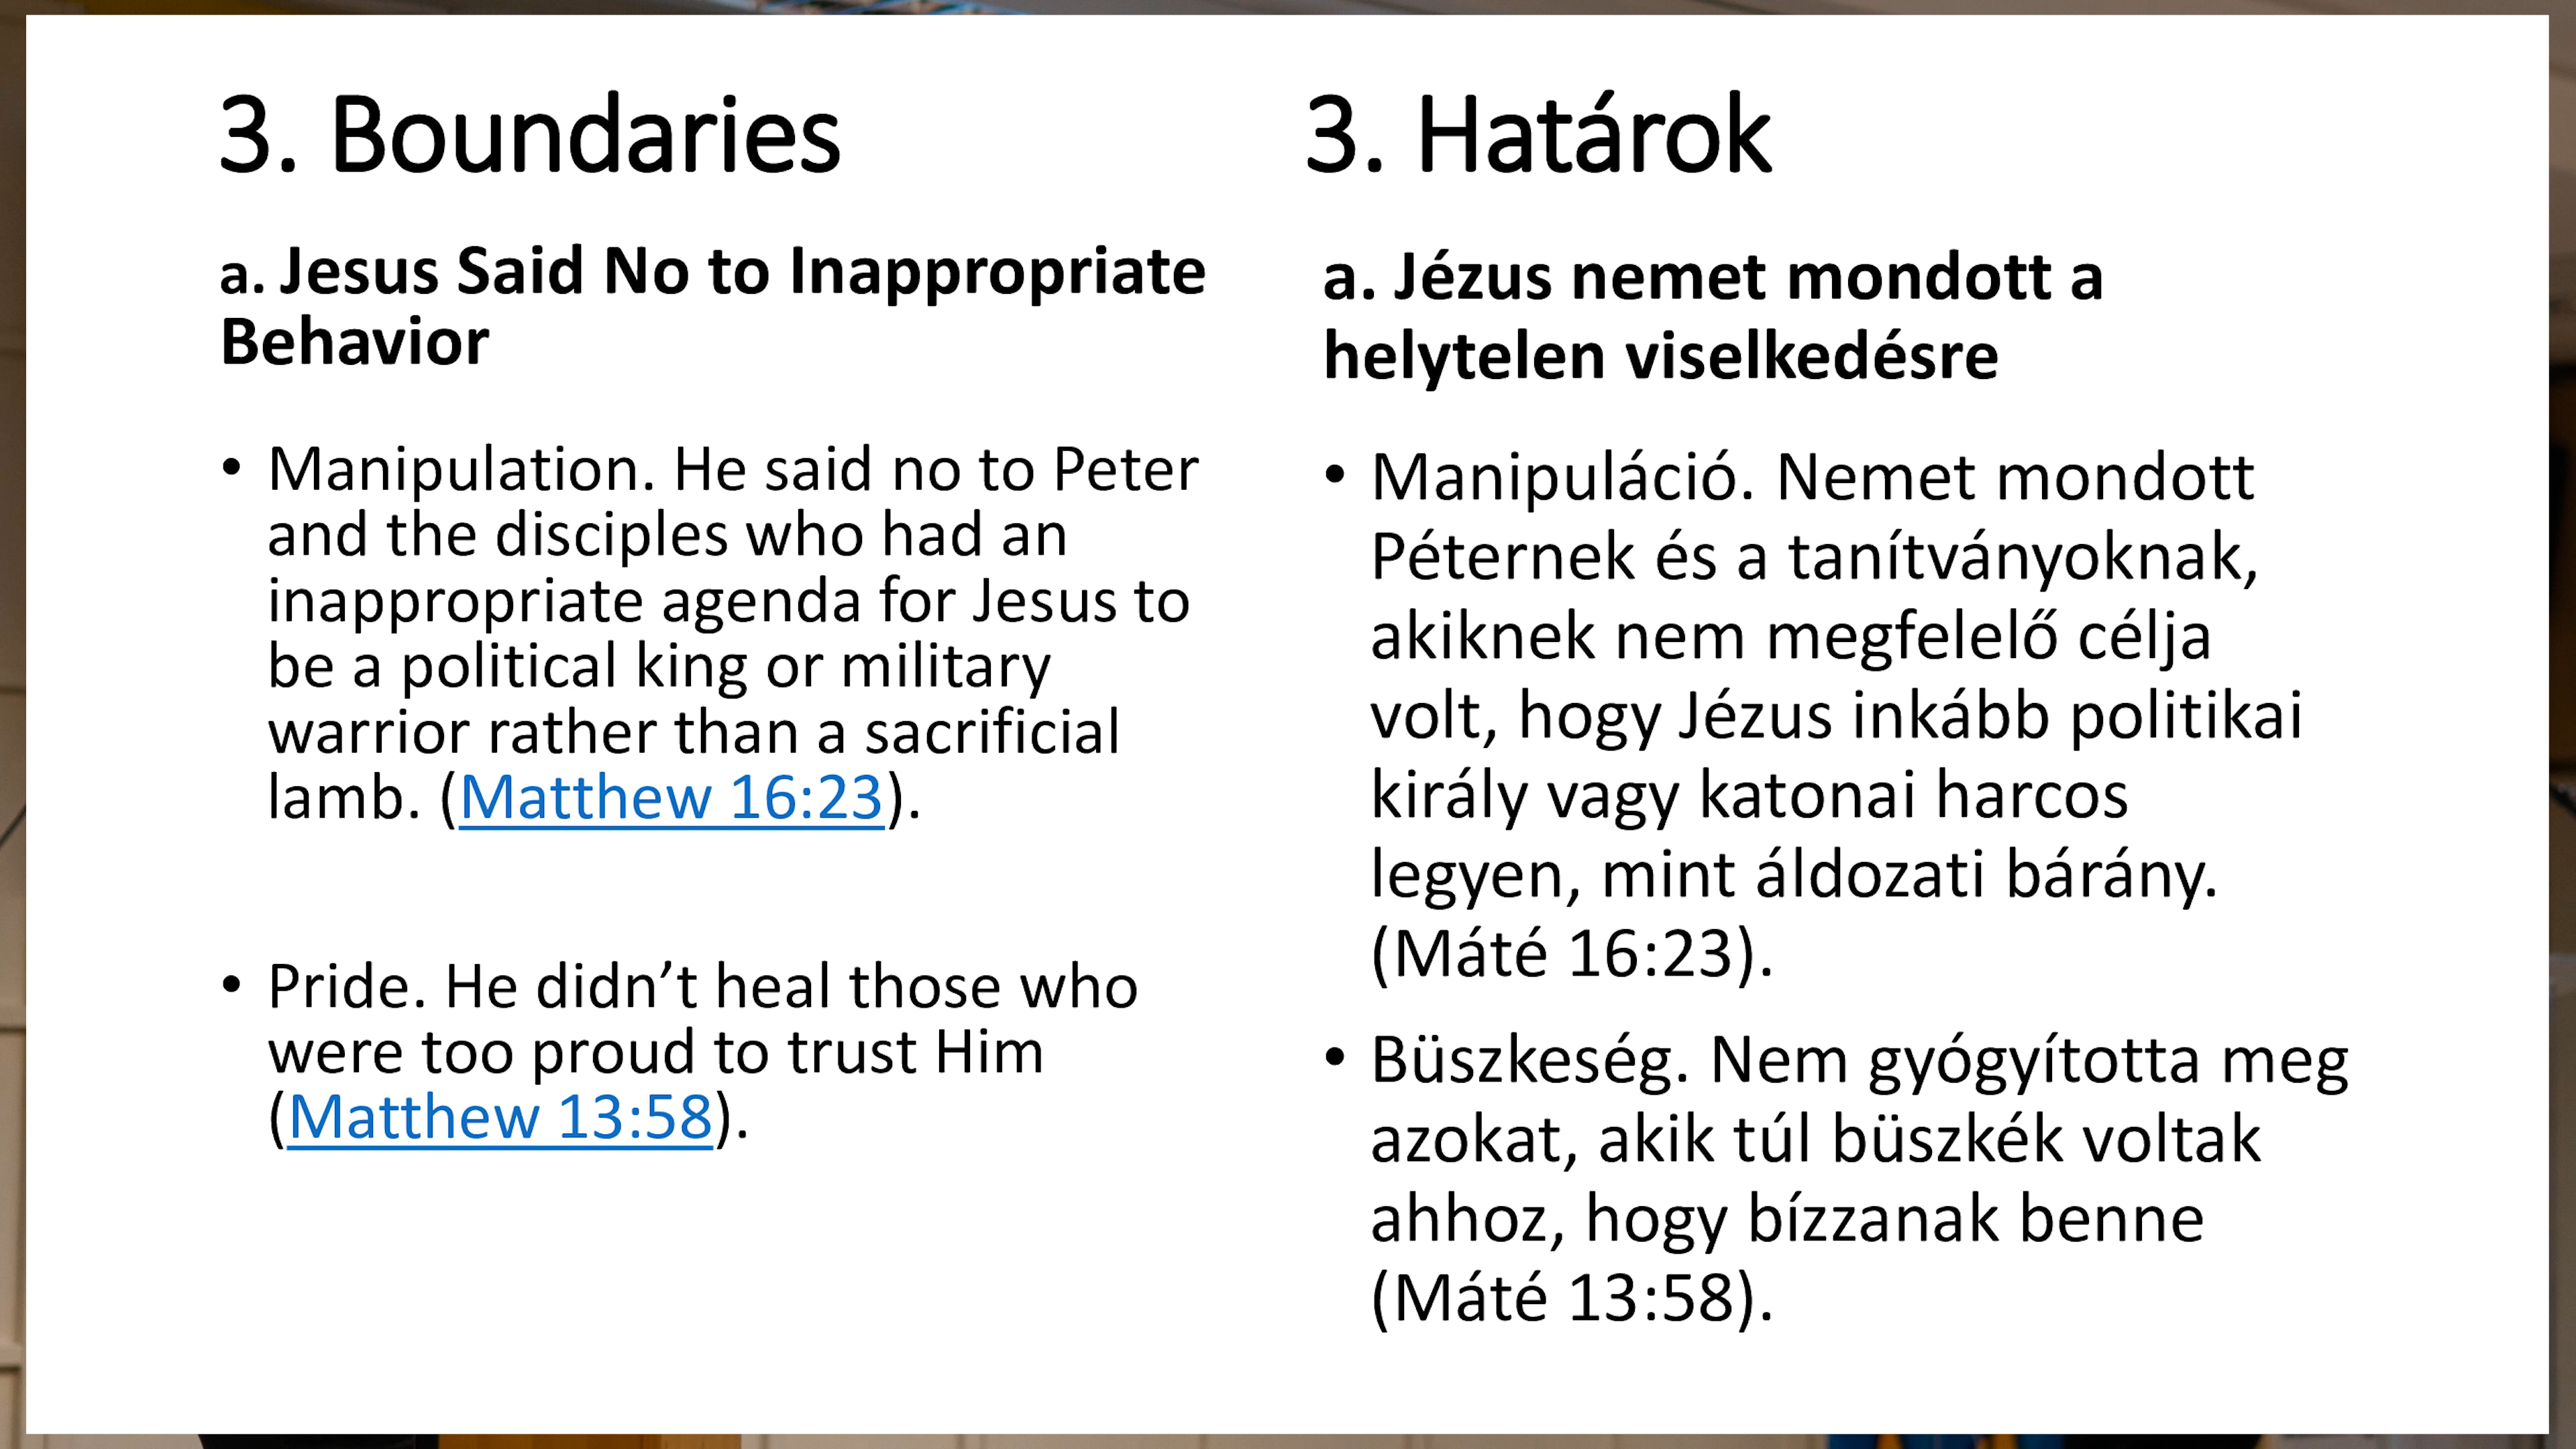 3. Boundaries
a. Jesus Said No to Inappropriate
Behavior
• Manipulation. He said no to Peter
and the disciples who had an
inappropriate agenda for Jesus to
be a political king or military
warrior rather than a sacrificial
lamb. (Matthew 16:23).
• Pride. He didn’t heal those who
were too proud to trust Him
(Matthew 13:58).
3. Határok
a. Jézus nemet mondott a
helytelen viselkedésre
• Manipuláció. Nemet mondott
Péternek és a tanítványoknak,
akiknek nem megfelelő célja
volt, hogy Jézus inkább politikai
király vagy katonai harcos
legyen, mint áldozati bárány.
(Máté 16:23).
• Büszkeség. Nem gyógyította meg
azokat, akik túl büszkék voltak
ahhoz, hogy bízzanak benne
(Máté 13:58).